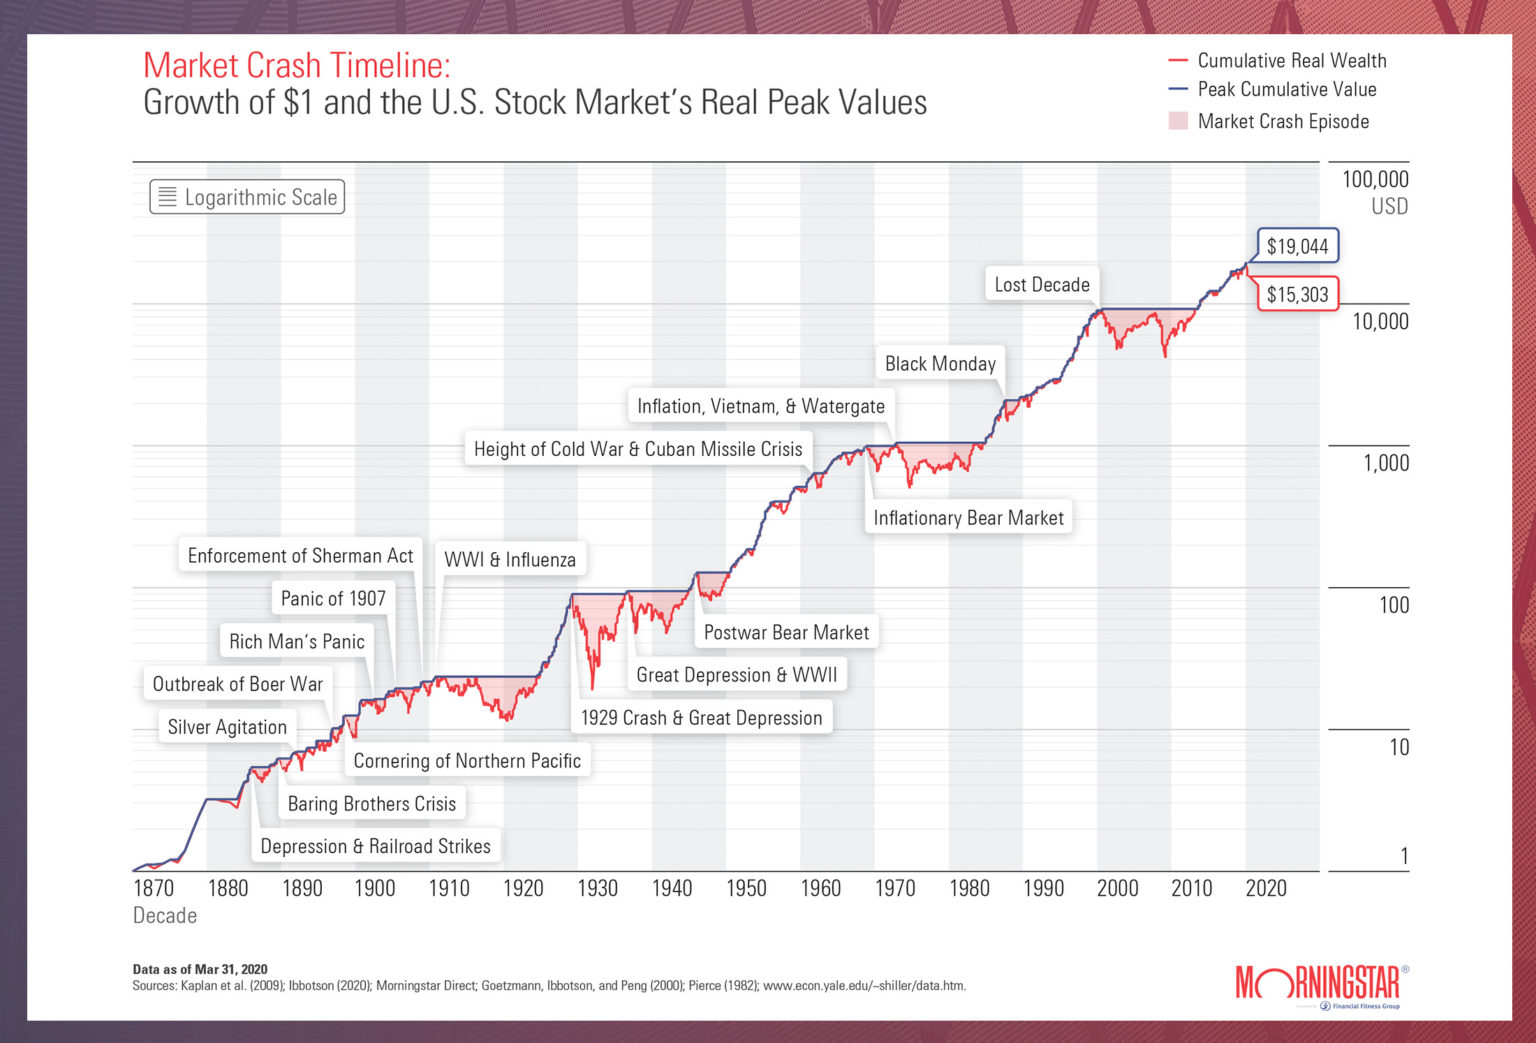 Market Crash Timeline:
Growth of $1 and the U.S. Stock Market's Real Peak Values
Cumulative Real Wealth
Peak Cumulative Value
Market Crash Episode
Logarithmic Scale
100,000
USD
$19,044
$15,303
10,000
Lost Decade
Black Monday
Inflation, Vietnam, & Watergate
Height of Cold War & Cuban Missile Crisis
1,000
Inflationary Bear Market
Enforcement of Sherman Act
WWI & Influenza
Panic of 1907
100
Rich Man's Panic
Postwar Bear Market
Great Depression & WWII
Outbreak of Boer War
1929 Crash & Great Depression
Silver Agitation
10
Cornering of Northern Pacific
Baring Brothers Crisis
Depression & Railroad Strikes
1
1870 1880 1890 1900 1910 1920 1930 1940 1950 1960 1970 1980 1990 2000 2010 2020
Decade
Data as of Mar 31, 2020
Sources: Kaplan et al. (2009); Ibbotson (2020); Morningstar Direct; Goetzmann, Ibbotson, and Peng (2000); Pierce (1982); www.econ.yale.edu/~shiller/data.htm.
MORNINGSTAR®
Financial Fitness Group